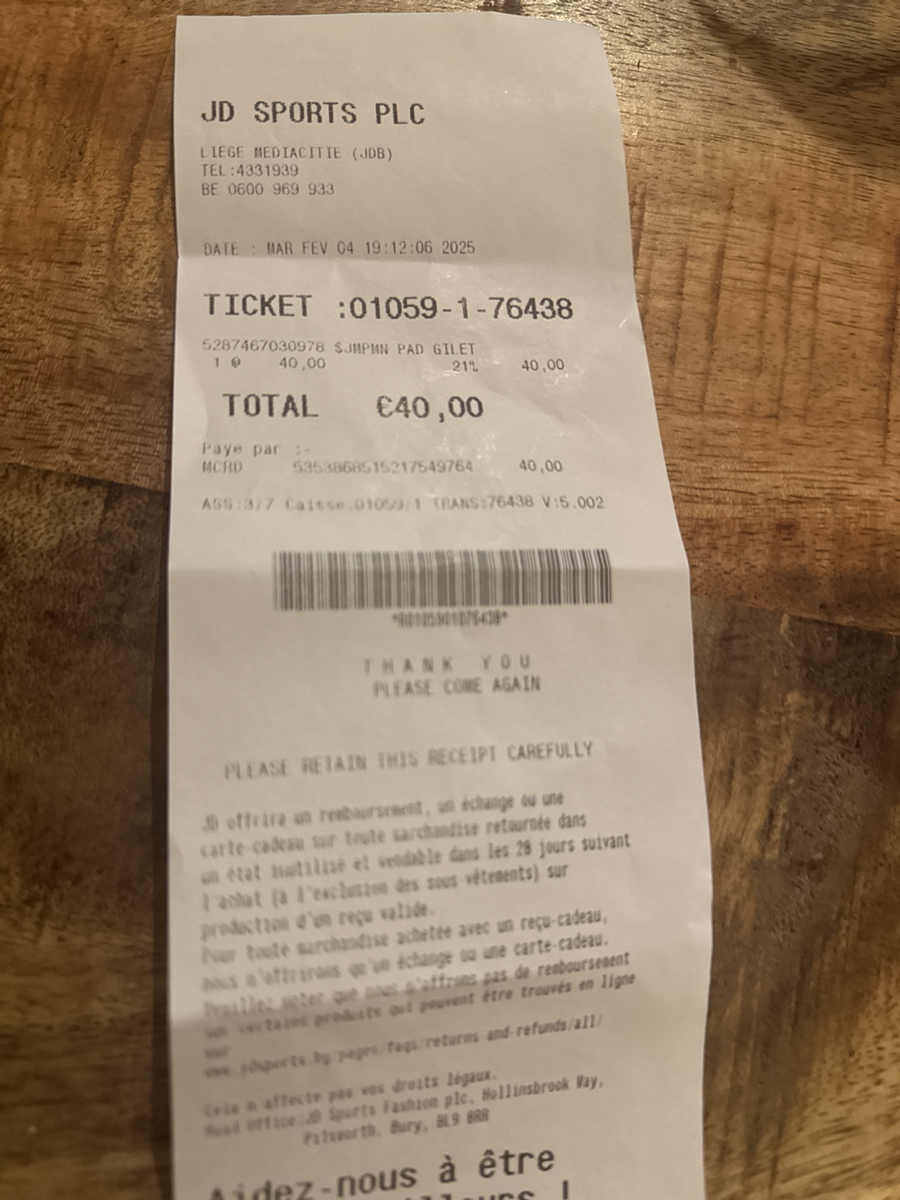 JD SPORTS PLC
LIEGE MEDIACITIE (JDB)
TEL:4331939
BE 0600 969 933
DATE : MAR FEV 04 19:12:06 2025
TICKET :01059-1-76438
5287467030978 $JMPMN PAD GILET
1 @ 40,00 21% 40,00
TOTAL €40,00
Paye par :-
MCRD 5353868515217549764 40,00
ASS:3/7 Caisse:01059/1 TRANS:76438 V:5.002
THANK YOU
PLEASE COME AGAIN
PLEASE RETAIN THIS RECEIPT CAREFULLY
JD offrira un remboursement, un échange ou une
carte-cadeau sur toute marchandise retournée dans
un état inutilisé et vendable dans les 28 jours suivant
l'achat (à l'exclusion des sous vêtements) sur
production d'un reçu valide.
Pour toute marchandise achetée avec un reçu-cadeau,
nous n'offrirons qu'un échange ou une carte-cadeau.
Veuillez noter que nous n'offrons pas de remboursement
sur certains produits qui peuvent être trouvés en ligne
sur
/pages/faqs/returns-and-refunds/all/
Cela n'affecte pas vos droits légaux.
Head Office:JD Sports Fashion plc, Hollinsbrook Way,
Pilsworth, Bury, BL9 8RR
Aidez-nous à être